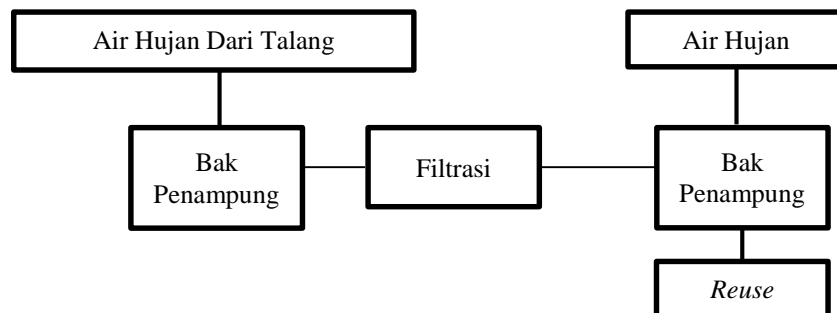 Air Hujan Dari Talang
Air Hujan
Bak
Penampung
Filtrasi
Bak
Penampung
Reuse